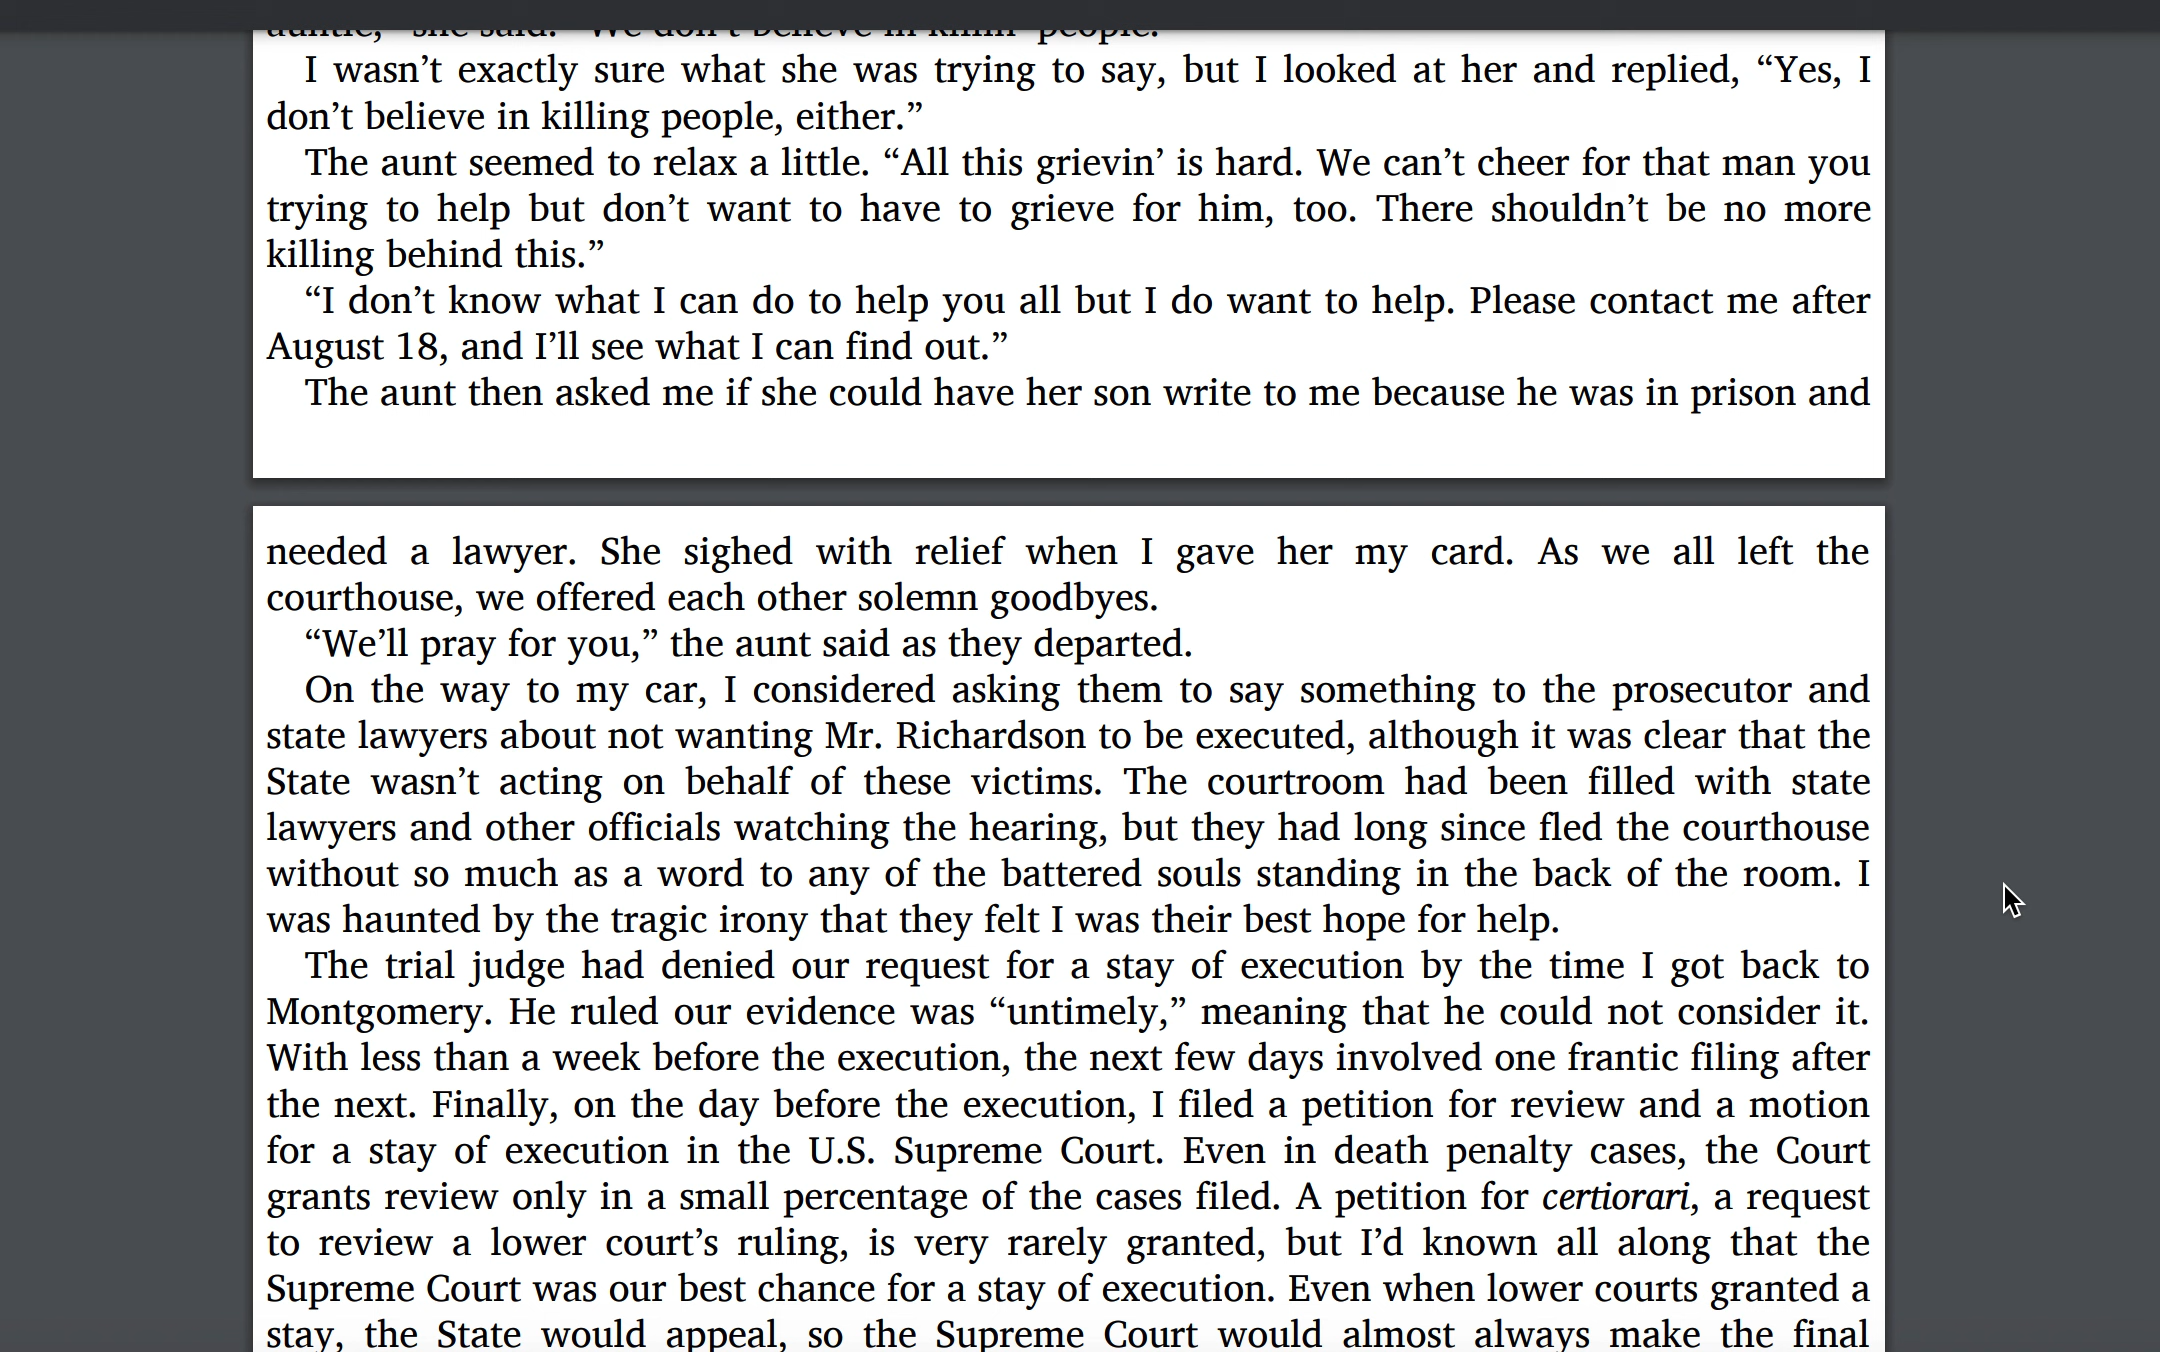 auntie," she said. "We don't believe in killin' people."
I wasn’t exactly sure what she was trying to say, but I looked at her and replied, “Yes, I
don’t believe in killing people, either.”
The aunt seemed to relax a little. “All this grievin’ is hard. We can’t cheer for that man you
trying to help but don’t want to have to grieve for him, too. There shouldn’t be no more
killing behind this.”
“I don’t know what I can do to help you all but I do want to help. Please contact me after
August 18, and I’ll see what I can find out.”
The aunt then asked me if she could have her son write to me because he was in prison and
needed a lawyer. She sighed with relief when I gave her my card. As we all left the
courthouse, we offered each other solemn goodbyes.
“We’ll pray for you,” the aunt said as they departed.
On the way to my car, I considered asking them to say something to the prosecutor and
state lawyers about not wanting Mr. Richardson to be executed, although it was clear that the
State wasn’t acting on behalf of these victims. The courtroom had been filled with state
lawyers and other officials watching the hearing, but they had long since fled the courthouse
without so much as a word to any of the battered souls standing in the back of the room. I
was haunted by the tragic irony that they felt I was their best hope for help.
The trial judge had denied our request for a stay of execution by the time I got back to
Montgomery. He ruled our evidence was “untimely,” meaning that he could not consider it.
With less than a week before the execution, the next few days involved one frantic filing after
the next. Finally, on the day before the execution, I filed a petition for review and a motion
for a stay of execution in the U.S. Supreme Court. Even in death penalty cases, the Court
grants review only in a small percentage of the cases filed. A petition for certiorari, a request
to review a lower court’s ruling, is very rarely granted, but I’d known all along that the
Supreme Court was our best chance for a stay of execution. Even when lower courts granted a
stay, the State would appeal, so the Supreme Court would almost always make the final